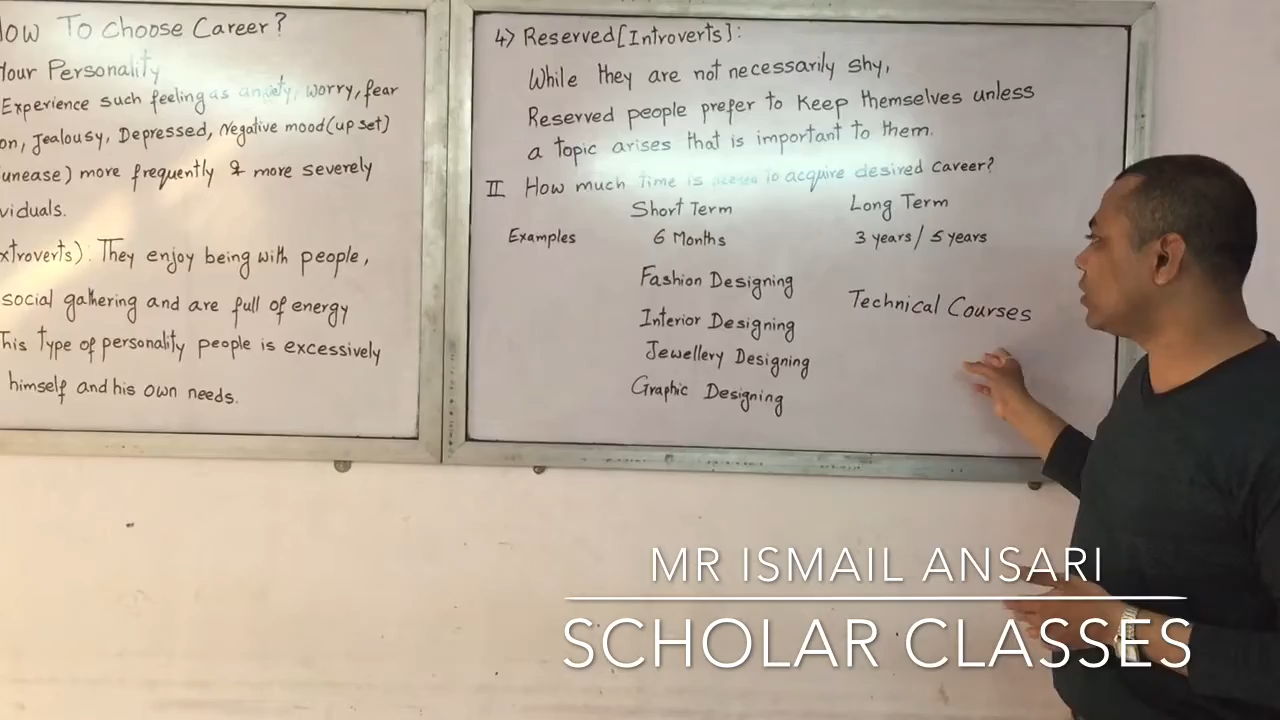 How To Choose Career?
Your Personality
Experience such feeling as anxiety, worry, fear
on, Jealousy, Depressed, Negative mood(up set)
unease) more frequently & more severely
viduals.
xtroverts): They enjoy being with people,
social gathering and are full of energy
This type of personality people is excessively
himself and his own needs.
4) Reserved [Introverts]:
While they are not necessarily shy,
Reserved people prefer to keep themselves unless
a topic arises that is important to them.
II How much time is to acquire desired career?
Short Term Long Term
Examples 6 Months 3 years/5 years
Fashion Designing
Technical Courses
Interior Designing
Jewellery Designing
Graphic Designing
MR ISMAIL ANSARI
SCHOLAR CLASSES